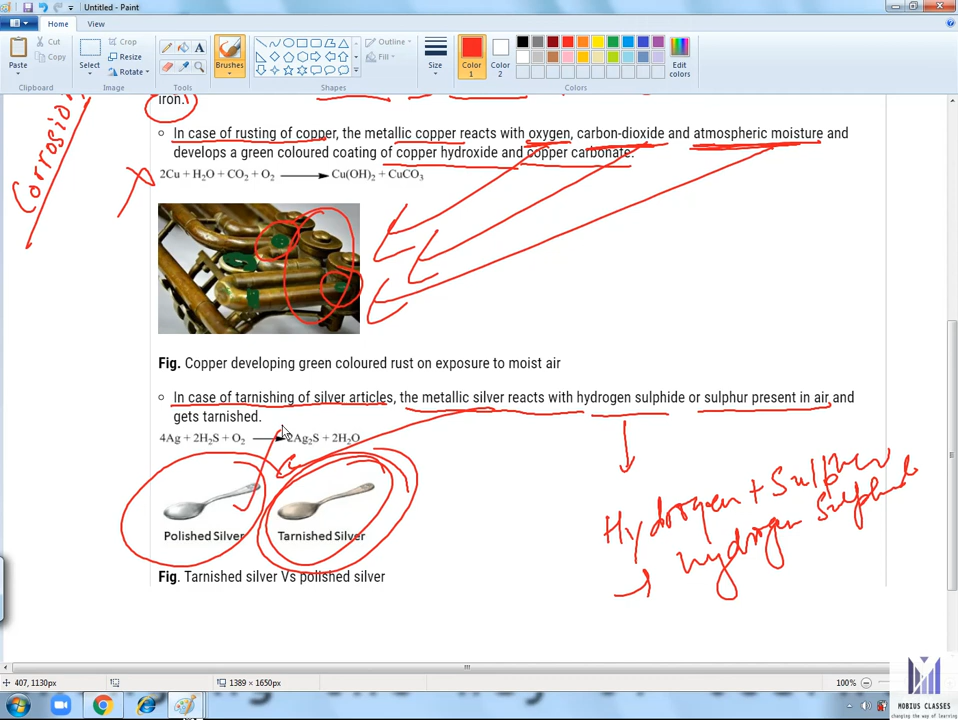 Untitled - Paint
Home View
Paste Cut Copy Clipboard
Select Crop Resize Rotate Image
Tools
Brushes
Shapes Outline Fill
Size
Color 1 Color 2 Colors Edit colors
Corrosion
iron.
In case of rusting of copper, the metallic copper reacts with oxygen, carbon-dioxide and atmospheric moisture and
develops a green coloured coating of copper hydroxide and copper carbonate.
2Cu + H₂O + CO₂ + O₂ ⟶ Cu(OH)₂ + CuCO₃
Fig. Copper developing green coloured rust on exposure to moist air
In case of tarnishing of silver articles, the metallic silver reacts with hydrogen sulphide or sulphur present in air and
gets tarnished.
4Ag + 2H₂S + O₂ ⟶ 2Ag₂S + 2H₂O
Polished Silver Tarnished Silver
Hydrogen + Sulpher
hydrogen
Fig. Tarnished silver Vs polished silver
407, 1130px 1389 × 1650px 100%
MOBIUS CLASSES
changing the way of learning